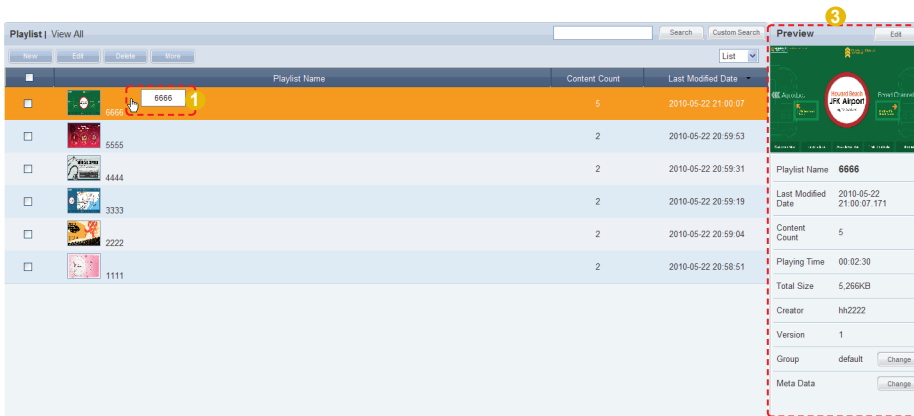 3
Playlist | View All
Search
Custom Search
Preview
Edit
New
Edit
Delete
More
List
Playlist Name
Content Count
Last Modified Date
6666
6666
1
5
2010-05-22 21:00:07
5555
2
2010-05-22 20:59:53
4444
2
2010-05-22 20:59:31
3333
2
2010-05-22 20:59:19
2222
2
2010-05-22 20:59:04
1111
2
2010-05-22 20:58:51
Howard Beach
JFK Airport
Broad Channel
Playlist Name 6666
Last Modified Date 2010-05-22
21:00:07.171
Content Count 5
Playing Time 00:02:30
Total Size 5,266KB
Creator hh2222
Version 1
Group default Change
Meta Data Change